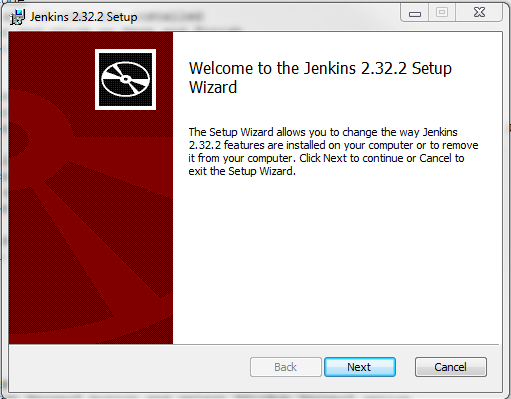 Jenkins 2.32.2 Setup
Welcome to the Jenkins 2.32.2 Setup
Wizard
The Setup Wizard allows you to change the way Jenkins
2.32.2 features are installed on your computer or to remove
it from your computer. Click Next to continue or Cancel to
exit the Setup Wizard.
Back
Next
Cancel